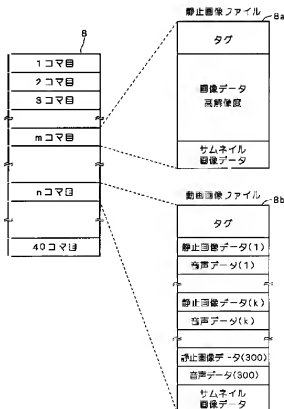 8
1コマ目
2コマ目
3コマ目
mコマ目
nコマ目
40コマ目
静止画像ファイル
8a
タグ
画像データ
高解像度
サムネイル
画像データ
動画画像ファイル
8b
タグ
静止画像データ(1)
音声データ(1)
静止画像データ(k)
音声データ(k)
静止画像データ(300)
音声データ(300)
サムネイル
画像データ